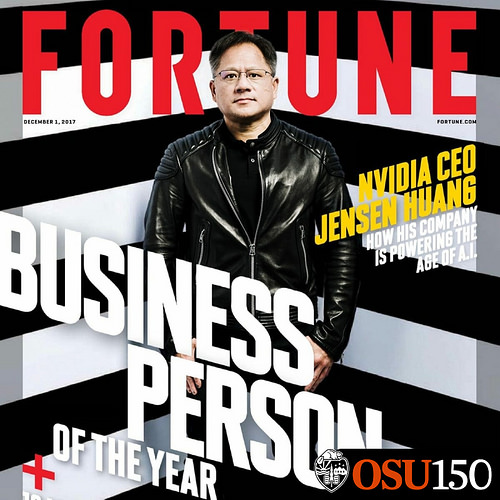 FORTUNE
DECEMBER 1, 2017
FORTUNE.COM
NVIDIA CEO
JENSEN HUANG
HOW HIS COMPANY
IS POWERING THE
AGE OF A.I.
BUSINESS
PERSON
OF THE YEAR
+
OSU150